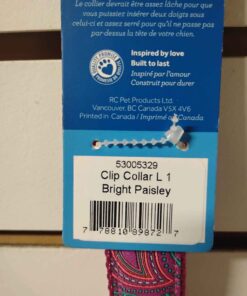 Le collier devrait être assez lâche pour que
vous puissiez insérer deux doigts sous
celui-ci et assez serré pour qu'il ne passe
pas par-dessus la tête de votre chien.
Inspired by love
Built to last
Inspiré par l'amour
Construit pour durer
RC Pet Products Ltd.
Vancouver, BC Canada V5X 4V6
Printed in Canada / Imprimé au Canada
53005329
Clip Collar L 1
Bright Paisley
7 78810 89872 7